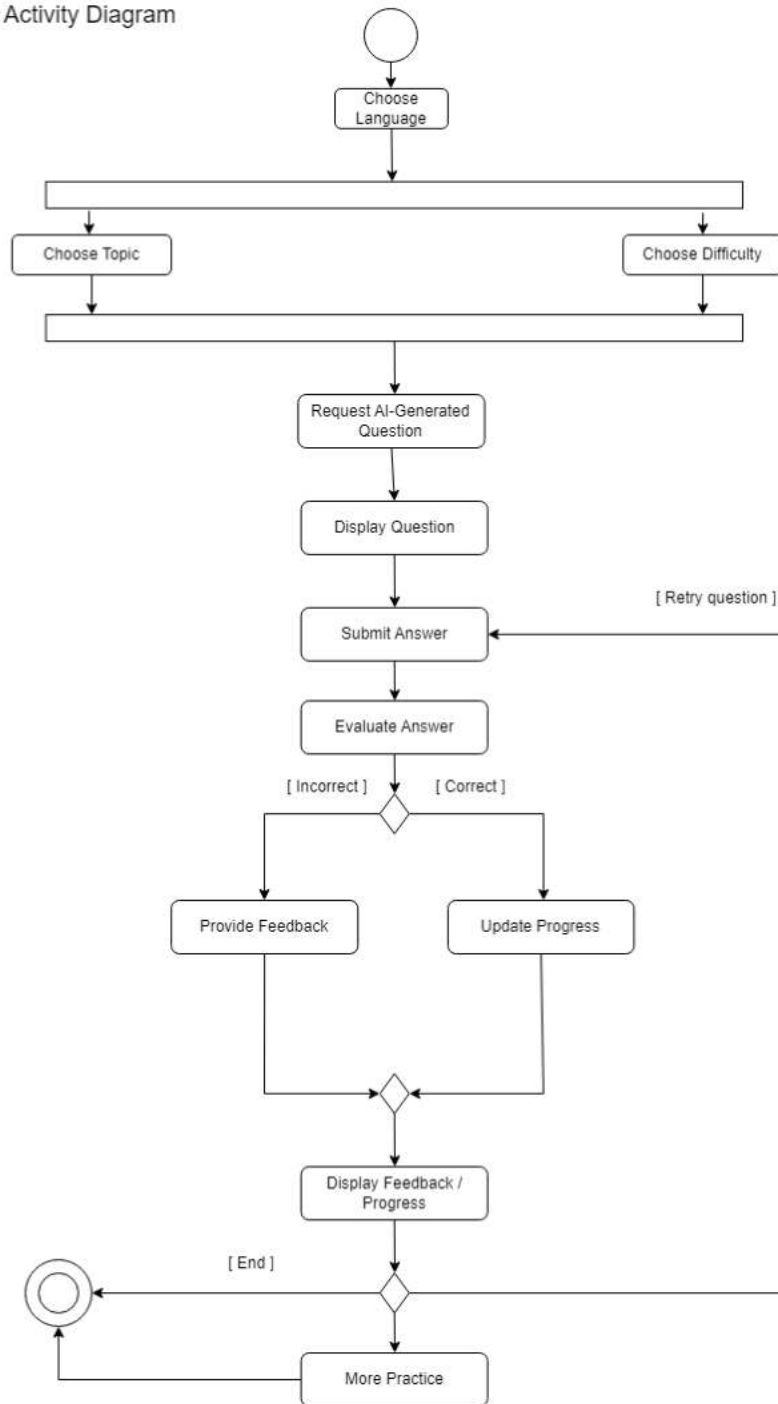 Activity Diagram
Choose
Language
Choose Topic
Choose Difficulty
Request AI-Generated
Question
Display Question
[ Retry question ]
Submit Answer
Evaluate Answer
[ Incorrect ]
[ Correct ]
Provide Feedback
Update Progress
Display Feedback /
Progress
[ End ]
More Practice